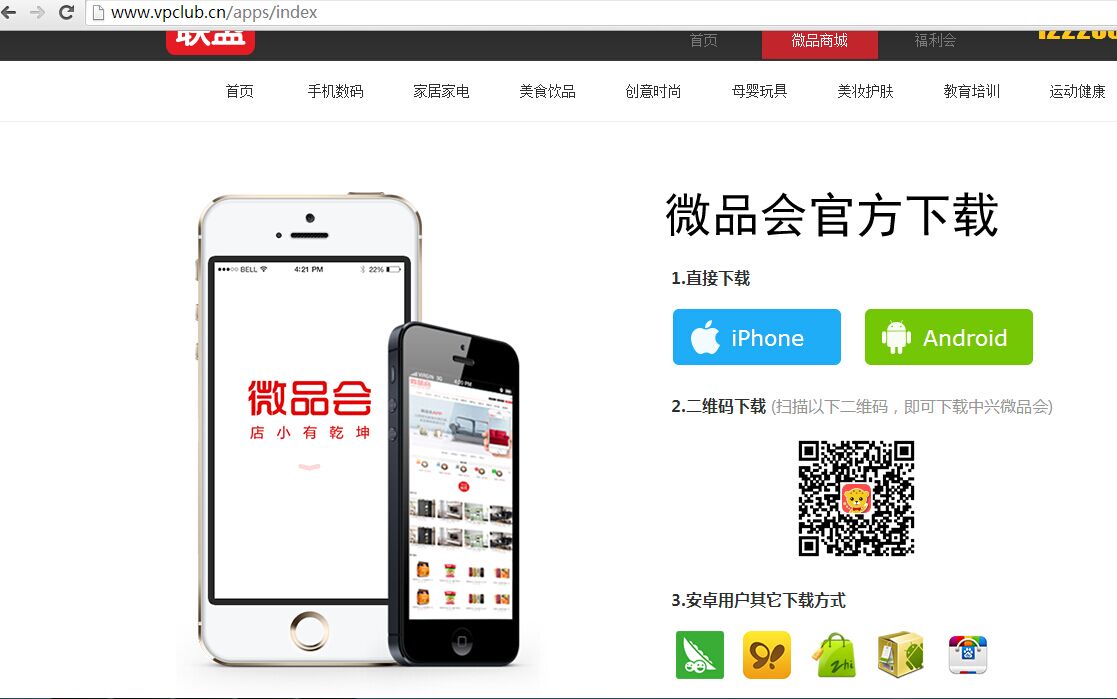 www.vpclub.cn/apps/index
联盟
首页 微品商城 福利会
首页 手机数码 家居家电 美食饮品 创意时尚 母婴玩具 美妆护肤 教育培训 运动健康
微品会官方下载
1.直接下载
iPhone Android
2.二维码下载 (扫描以下二维码，即可下载中兴微品会)
3.安卓用户其它下载方式
BELL 4:21 PM 22%
微品会
店小有乾坤
zhi